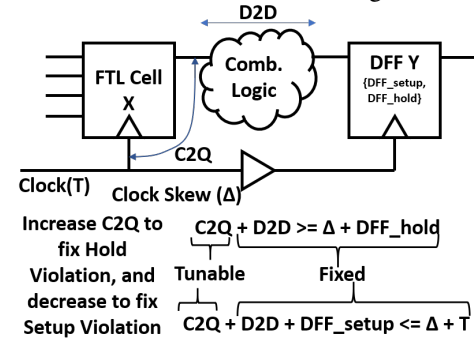 D2D
FTL Cell
X
Comb.
Logic
DFF Y
{DFF_setup,
DFF_hold}
C2Q
Clock(T)
Clock Skew (Δ)
Increase C2Q to
fix Hold
Violation, and
decrease to fix
Setup Violation
C2Q + D2D >= Δ + DFF_hold
Tunable
Fixed
C2Q + D2D + DFF_setup <= Δ + T